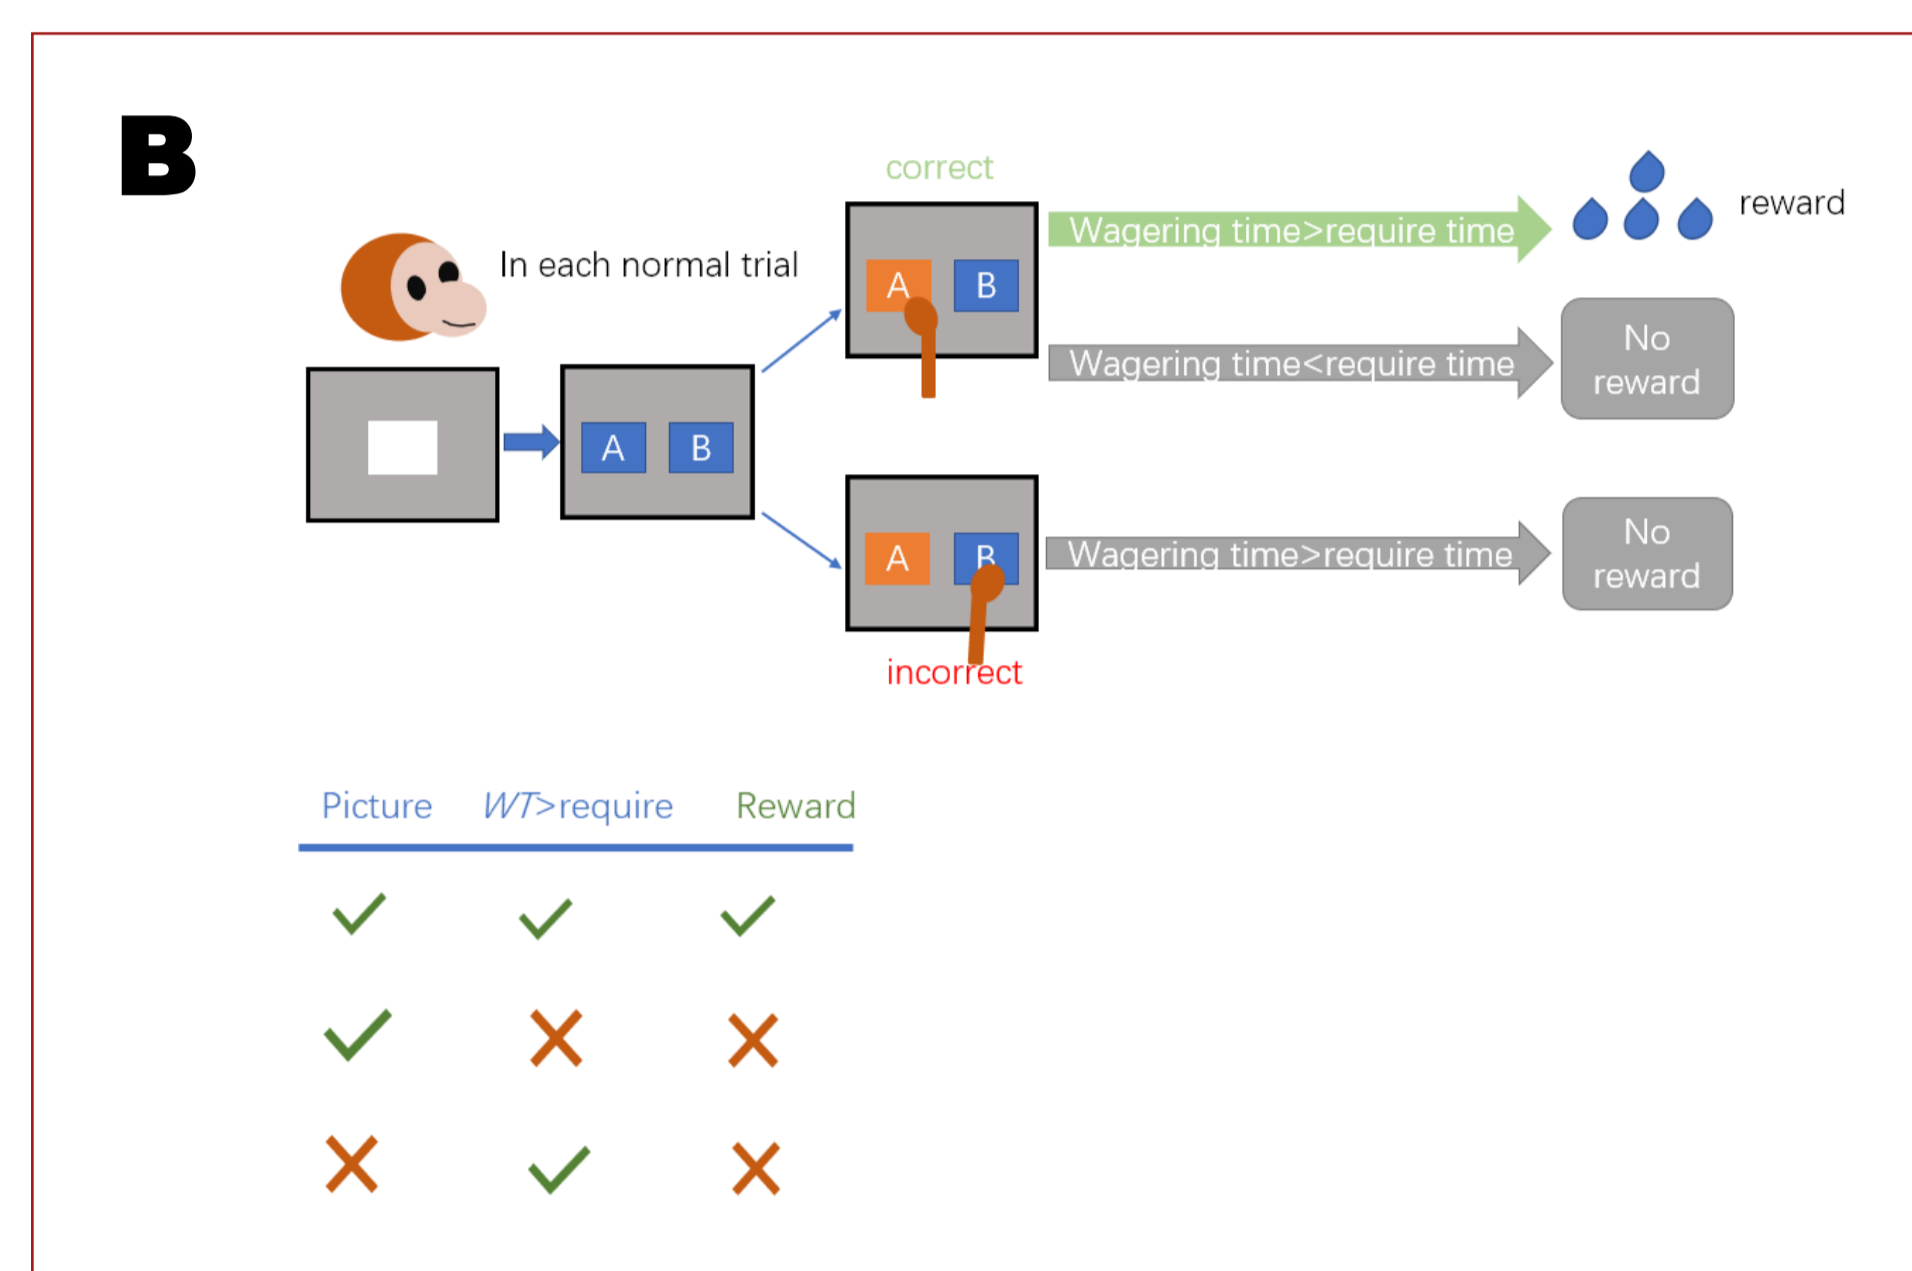 B
correct
In each normal trial
Wagering time>require time
reward
A B
Wagering time<require time
No
reward
A B
A B
Wagering time>require time
No
reward
incorrect
Picture WT>require Reward